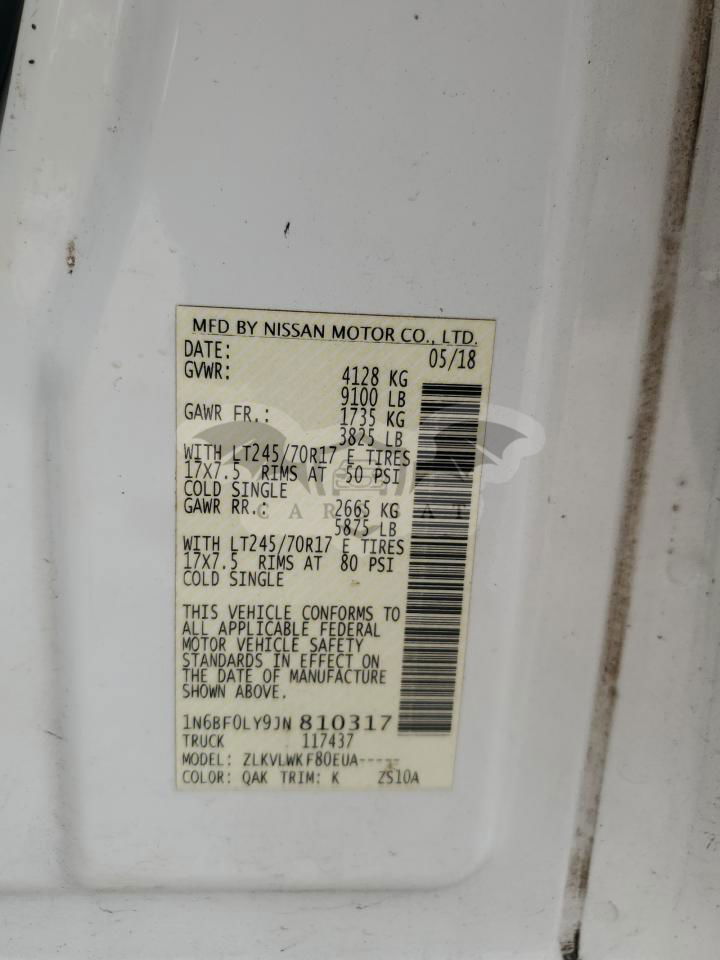 MFD BY NISSAN MOTOR CO., LTD.
DATE: 05/18
GVWR: 4128 KG
9100 LB
GAWR FR.: 1735 KG
3825 LB
WITH LT245/70R17 E TIRES
17X7.5 RIMS AT 50 PSI
COLD SINGLE
GAWR RR.: 2665 KG
5875 LB
WITH LT245/70R17 E TIRES
17X7.5 RIMS AT 80 PSI
COLD SINGLE
THIS VEHICLE CONFORMS TO
ALL APPLICABLE FEDERAL
MOTOR VEHICLE SAFETY
STANDARDS IN EFFECT ON
THE DATE OF MANUFACTURE
SHOWN ABOVE.
1N6BF0LY9JN 810317
TRUCK 117437
MODEL: ZLKVLWKF80EUA-----
COLOR: QAK TRIM: K ZS10A